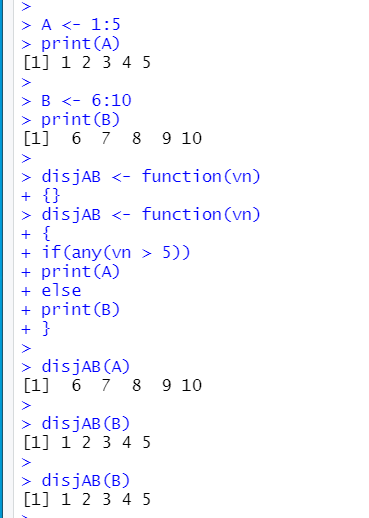 >
> A <- 1:5
> print(A)
[1] 1 2 3 4 5
>
> B <- 6:10
> print(B)
[1]  6  7  8  9 10
>
> disjAB <- function(vn)
+ {}
> disjAB <- function(vn)
+ {
+ if(any(vn > 5))
+ print(A)
+ else
+ print(B)
+ }
>
> disjAB(A)
[1]  6  7  8  9 10
>
> disjAB(B)
[1] 1 2 3 4 5
>
> disjAB(B)
[1] 1 2 3 4 5
>